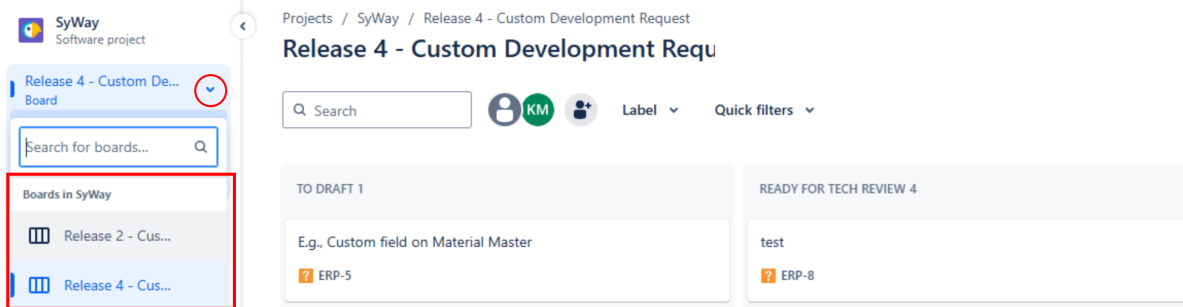 SyWay
Software project
Release 4 - Custom De...
Board
Search for boards...
Boards in SyWay
Release 2 - Cus...
Release 4 - Cus...
Projects / SyWay / Release 4 - Custom Development Request
Release 4 - Custom Development Requ
Search
KM
Label
Quick filters
TO DRAFT 1
E.g., Custom field on Material Master
? ERP-5
READY FOR TECH REVIEW 4
test
? ERP-8